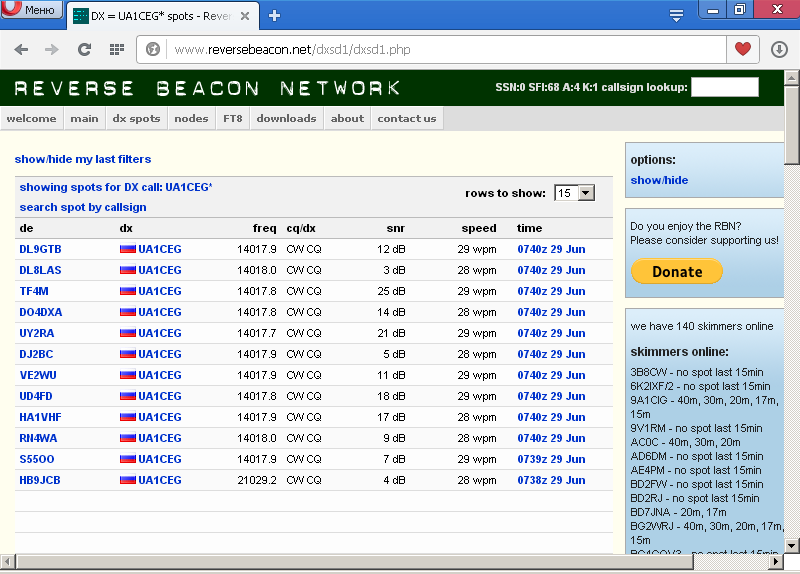 Меню
DX = UA1CEG* spots - Rever
www.reversebeacon.net/dxsd1/dxsd1.php
REVERSE BEACON NETWORK
SSN:0 SFI:68 A:4 K:1 callsign lookup:
welcome main dx spots nodes FT8 downloads about contact us
show/hide my last filters
showing spots for DX call: UA1CEG*
search spot by callsign
rows to show: 15
de dx freq cq/dx snr speed time
DL9GTB UA1CEG 14017.9 CW CQ 12 dB 29 wpm 0740z 29 Jun
DL8LAS UA1CEG 14018.0 CW CQ 3 dB 28 wpm 0740z 29 Jun
TF4M UA1CEG 14017.8 CW CQ 25 dB 29 wpm 0740z 29 Jun
DO4DXA UA1CEG 14017.8 CW CQ 14 dB 28 wpm 0740z 29 Jun
UY2RA UA1CEG 14017.7 CW CQ 21 dB 29 wpm 0740z 29 Jun
DJ2BC UA1CEG 14017.9 CW CQ 5 dB 28 wpm 0740z 29 Jun
VE2WU UA1CEG 14017.9 CW CQ 11 dB 29 wpm 0740z 29 Jun
UD4FD UA1CEG 14017.8 CW CQ 18 dB 29 wpm 0740z 29 Jun
HA1VHF UA1CEG 14017.9 CW CQ 17 dB 28 wpm 0740z 29 Jun
RN4WA UA1CEG 14018.0 CW CQ 9 dB 28 wpm 0740z 29 Jun
S55OO UA1CEG 14017.9 CW CQ 7 dB 29 wpm 0739z 29 Jun
HB9JCB UA1CEG 21029.2 CW CQ 4 dB 28 wpm 0738z 29 Jun
options:
show/hide
Do you enjoy the RBN?
Please consider supporting us!
Donate
we have 140 skimmers online
skimmers online:
3B8CW - no spot last 15min
6K2IXF/2 - no spot last 15min
9A1CIG - 40m, 30m, 20m, 17m,
15m
9V1RM - no spot last 15min
AC0C - 40m, 30m, 20m
AD6DM - no spot last 15min
AE4PM - no spot last 15min
BD2FW - no spot last 15min
BD2RJ - no spot last 15min
BD7JNA - 20m, 17m
BG2WRJ - 40m, 30m, 20m, 17m,
15m
- no spot last 15min